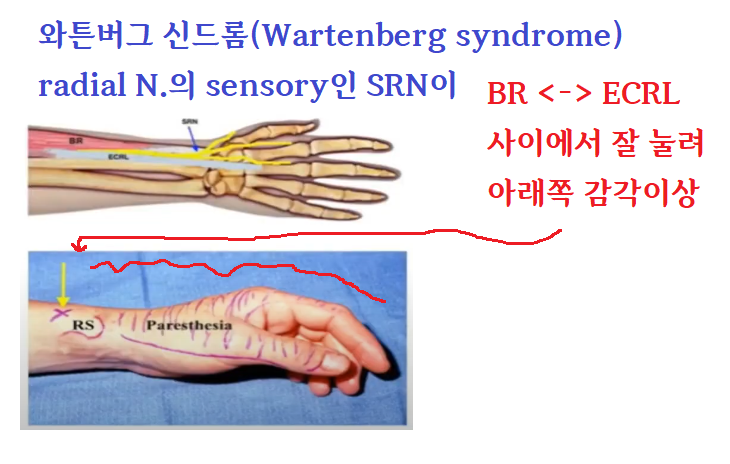 와튼버그 신드롬(Wartenberg syndrome)
radial N.의 sensory인 SRN이
BR <-> ECRL
사이에서 잘 눌려
아래쪽 감각이상
SRN
BR
ECRL
RS
Paresthesia